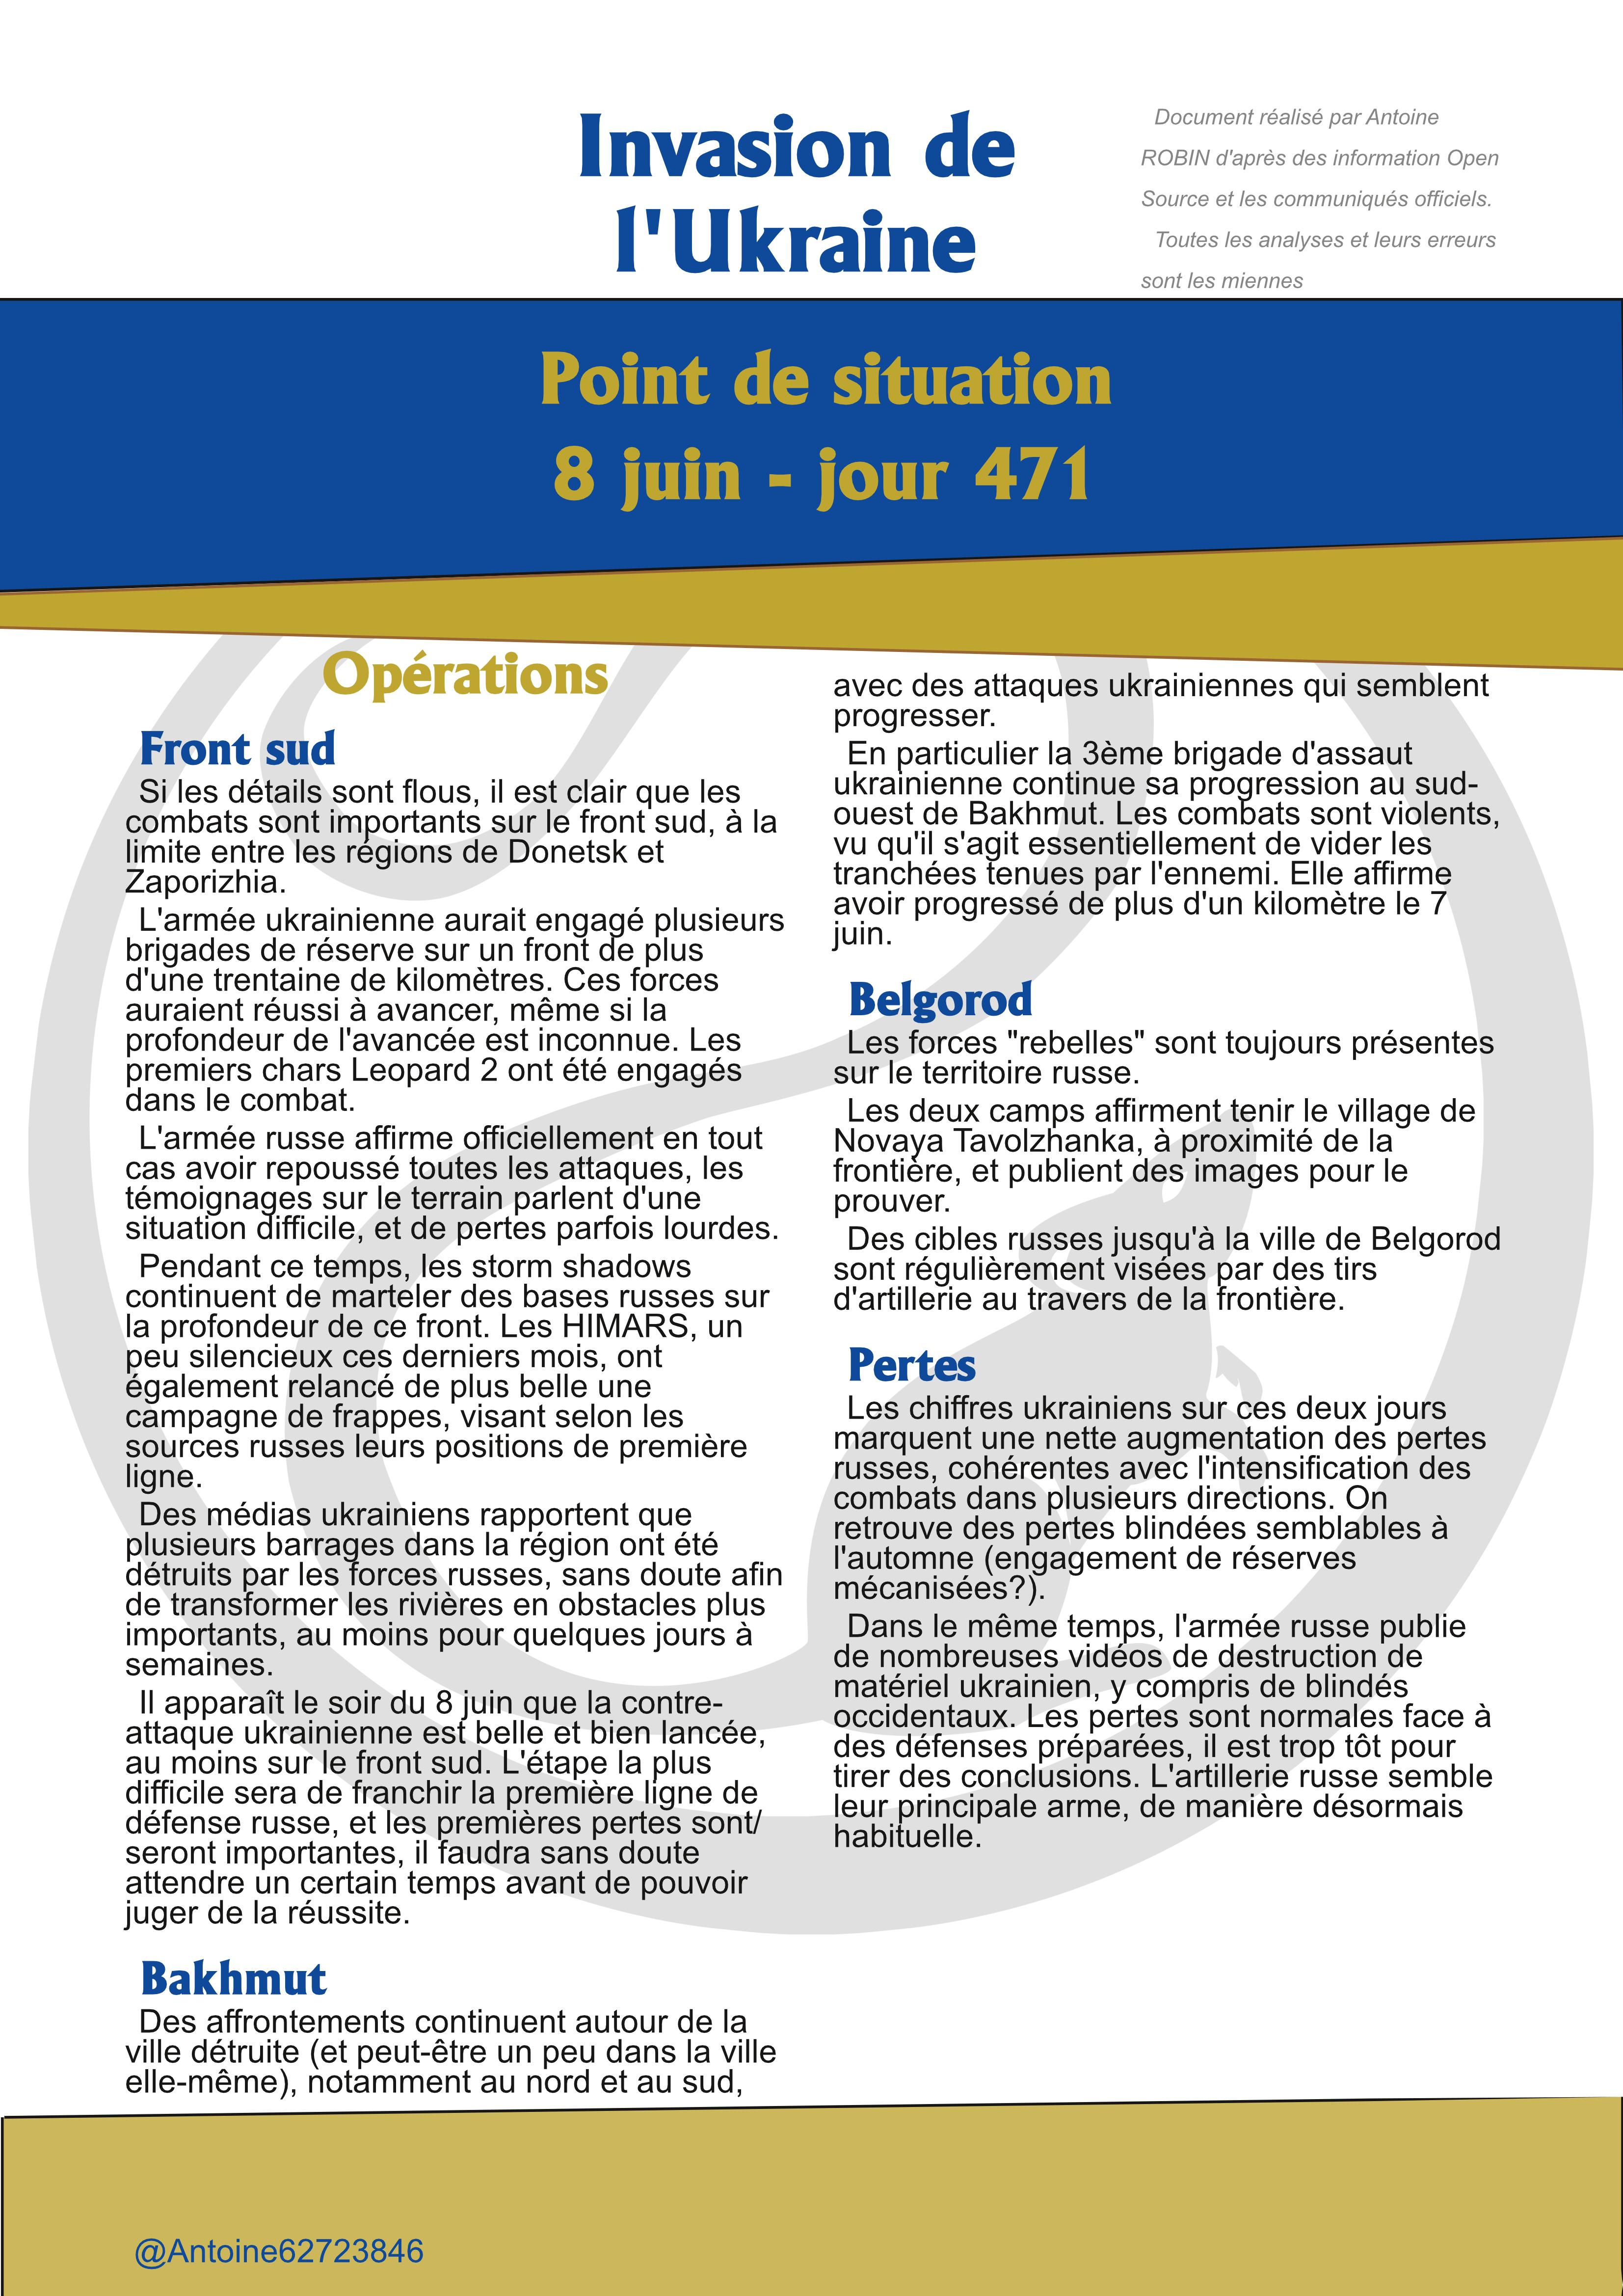 Invasion de
l'Ukraine
Document réalisé par Antoine
ROBIN d'après des information Open
Source et les communiqués officiels.
Toutes les analyses et leurs erreurs
sont les miennes
Point de situation
8 juin - jour 471
Opérations
Front sud
Si les détails sont flous, il est clair que les
combats sont importants sur le front sud, à la
limite entre les régions de Donetsk et
Zaporizhia.
L'armée ukrainienne aurait engagé plusieurs
brigades de réserve sur un front de plus
d'une trentaine de kilomètres. Ces forces
auraient réussi à avancer, même si la
profondeur de l'avancée est inconnue. Les
premiers chars Leopard 2 ont été engagés
dans le combat.
L'armée russe affirme officiellement en tout
cas avoir repoussé toutes les attaques, les
témoignages sur le terrain parlent d'une
situation difficile, et de pertes parfois lourdes.
Pendant ce temps, les storm shadows
continuent de marteler des bases russes sur
la profondeur de ce front. Les HIMARS, un
peu silencieux ces derniers mois, ont
également relancé de plus belle une
campagne de frappes, visant selon les
sources russes leurs positions de première
ligne.
Des médias ukrainiens rapportent que
plusieurs barrages dans la région ont été
détruits par les forces russes, sans doute afin
de transformer les rivières en obstacles plus
importants, au moins pour quelques jours à
semaines.
Il apparaît le soir du 8 juin que la contre-
attaque ukrainienne est belle et bien lancée,
au moins sur le front sud. L'étape la plus
difficile sera de franchir la première ligne de
défense russe, et les premières pertes sont/
seront importantes, il faudra sans doute
attendre un certain temps avant de pouvoir
juger de la réussite.
Bakhmut
Des affrontements continuent autour de la
ville détruite (et peut-être un peu dans la ville
elle-même), notamment au nord et au sud,
avec des attaques ukrainiennes qui semblent
progresser.
En particulier la 3ème brigade d'assaut
ukrainienne continue sa progression au sud-
ouest de Bakhmut. Les combats sont violents,
vu qu'il s'agit essentiellement de vider les
tranchées tenues par l'ennemi. Elle affirme
avoir progressé de plus d'un kilomètre le 7
juin.
Belgorod
Les forces "rebelles" sont toujours présentes
sur le territoire russe.
Les deux camps affirment tenir le village de
Novaya Tavolzhanka, à proximité de la
frontière, et publient des images pour le
prouver.
Des cibles russes jusqu'à la ville de Belgorod
sont régulièrement visées par des tirs
d'artillerie au travers de la frontière.
Pertes
Les chiffres ukrainiens sur ces deux jours
marquent une nette augmentation des pertes
russes, cohérentes avec l'intensification des
combats dans plusieurs directions. On
retrouve des pertes blindées semblables à
l'automne (engagement de réserves
mécanisées?).
Dans le même temps, l'armée russe publie
de nombreuses vidéos de destruction de
matériel ukrainien, y compris de blindés
occidentaux. Les pertes sont normales face à
des défenses préparées, il est trop tôt pour
tirer des conclusions. L'artillerie russe semble
leur principale arme, de manière désormais
habituelle.
@Antoine62723846